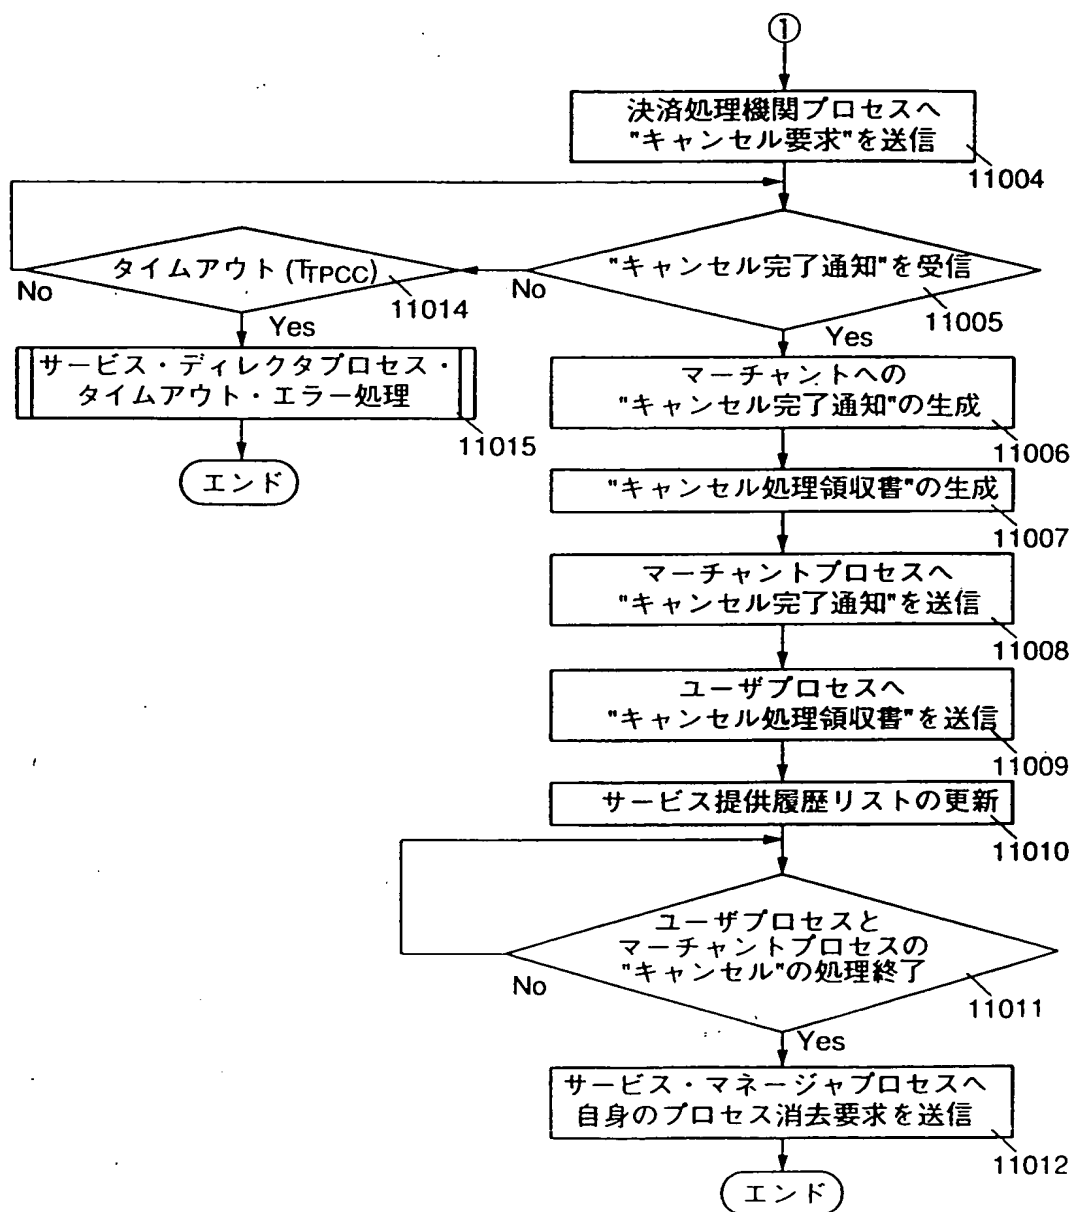 ①
決済処理機関プロセスへ
"キャンセル要求"を送信
11004
"キャンセル完了通知"を受信
11005
No
Yes
タイムアウト(TTPCC)
11014
No
Yes
サービス・ディレクタプロセス・
タイムアウト・エラー処理
11015
エンド
マーチャントへの
"キャンセル完了通知"の生成
11006
"キャンセル処理領収書"の生成
11007
マーチャントプロセスへ
"キャンセル完了通知"を送信
11008
ユーザプロセスへ
"キャンセル処理領収書"を送信
11009
サービス提供履歴リストの更新
11010
ユーザプロセスと
マーチャントプロセスの
"キャンセル"の処理終了
11011
No
Yes
サービス・マネージャプロセスへ
自身のプロセス消去要求を送信
11012
エンド